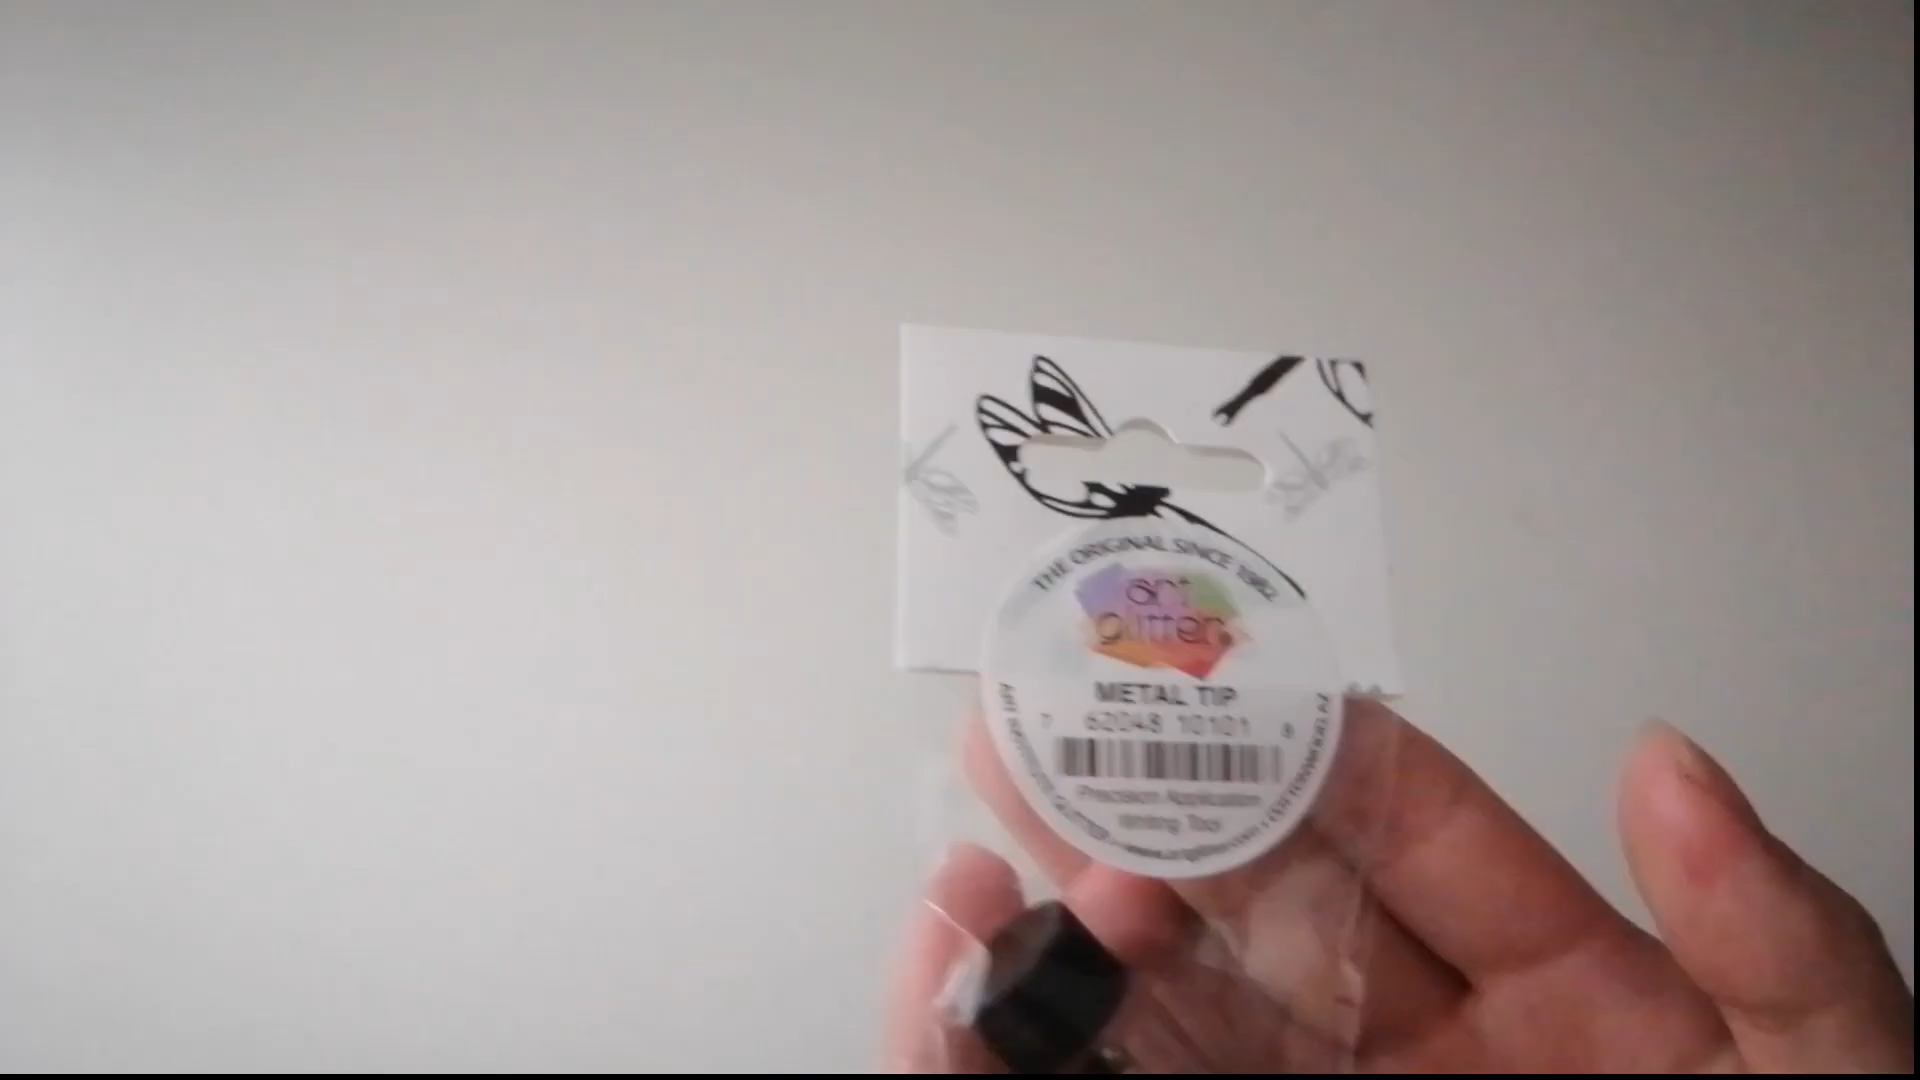 THE ORIGINAL SINCE 1982
art
glitter
METAL TIP
7 62048 10101 8
Precision Application
Writing Tool